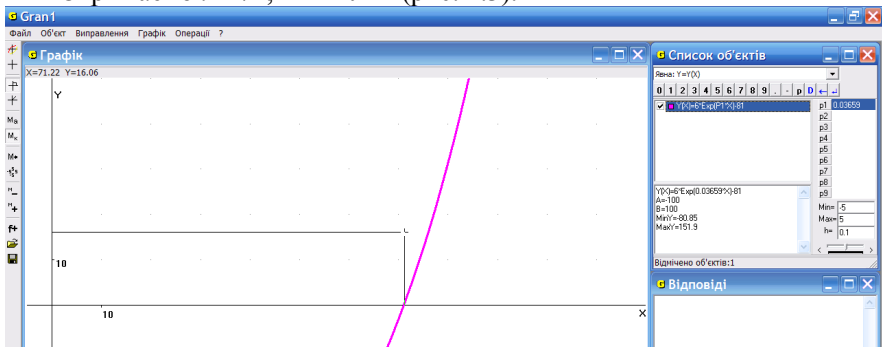 Gran1
Файл Об'єкт Виправлення Графік Операції ?
Графік
X=71.22 Y=16.06
Y
10
10
X
Список об'єктів
Явна: Y=Y(X)
0 1 2 3 4 5 6 7 8 9 . - p D ← ↵
Y(X)=6*Exp(P1*X)-81
p1 0.03659
p2
p3
p4
p5
p6
p7
p8
p9
Y(X)=6*Exp(0.03659*X)-81
A=-100
B=100
MinY=-80.85
MaxY=151.9
Min= -5
Max= 5
h= 0.1
Відмічено об'єктів:1
Відповіді